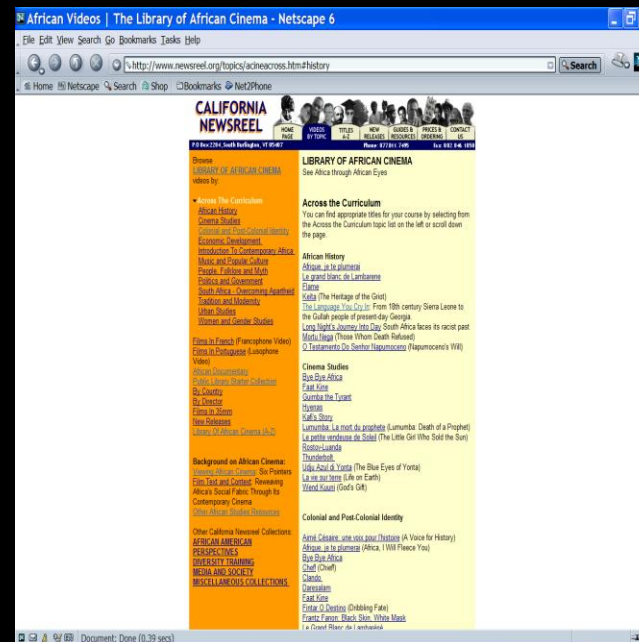 African Videos | The Library of African Cinema - Netscape 6
File Edit View Search Go Bookmarks Tasks Help
http://www.newsreel.org/topics/acineacross.htm#history
Search
Home Netscape Search Shop Bookmarks Net2Phone
CALIFORNIA
NEWSREEL
HOME PAGE
VIDEOS BY TOPIC
TITLES A-Z
NEW RELEASES
GUIDES & RESOURCES
PRICES & ORDERING
CONTACT US
P.O Box 2284, South Burlington, VT 05407
Phone: 877.811.7495
fax: 802.846.1850
Browse
LIBRARY OF AFRICAN CINEMA
videos by:
Across The Curriculum
African History
Cinema Studies
Colonial and Post-Colonial Identity
Economic Development
Introduction To Contemporary Africa
Music and Popular Culture
People, Folklore and Myth
Politics and Government
South Africa - Overcoming Apartheid
Tradition and Modernity
Urban Studies
Women and Gender Studies
Films In French (Francophone Video)
Films In Portuguese (Lusophone
Video)
African Documentary
Public Library Starter Collection
By Country
By Director
Films In 35mm
New Releases
Library Of African Cinema (A-Z)
Background on African Cinema:
Viewing African Cinema: Six Pointers
Film Text and Context: Reweaving
Africa's Social Fabric Through Its
Contemporary Cinema
Other African Studies Resources
Other California Newsreel Collections:
AFRICAN AMERICAN
PERSPECTIVES
DIVERSITY TRAINING
MEDIA AND SOCIETY
MISCELLANEOUS COLLECTIONS
LIBRARY OF AFRICAN CINEMA
See Africa through African Eyes
Across the Curriculum
You can find appropriate titles for your course by selecting from
the Across the Curriculum topic list on the left or scroll down
the page.
African History
Afrique, je te plumerai
Le grand blanc de Lambarene
Flame
Keita (The Heritage of the Griot)
The Language You Cry In: From 18th century Sierra Leone to
the Gullah people of present-day Georgia.
Long Night's Journey Into Day South Africa faces its racist past
Mortu Nega (Those Whom Death Refused)
O Testamento Do Senhor Napumoceno (Napumoceno's Will)
Cinema Studies
Bye Bye Africa
Faat Kine
Guimba the Tyrant
Hyenas
Kafi's Story
Lumumba: La mort du prophete (Lumumba: Death of a Prophet)
Le petite vendeuse de Soleil (The Little Girl Who Sold the Sun)
Rostov-Luanda
Thunderbolt
Udju Azul di Yonta (The Blue Eyes of Yonta)
La vie sur terre (Life on Earth)
Wend Kuuni (God's Gift)
Colonial and Post-Colonial Identity
Aimé Césaire, une voix pour l'histoire (A Voice for History)
Afrique, je te plumerai (Africa, I Will Fleece You)
Bye Bye Africa
Chef! (Chief!)
Clando
Daresalam
Faat Kine
Fintar O Destino (Dribbling Fate)
Frantz Fanon: Black Skin, White Mask
Le Grand Blanc de Lambaréné
Document: Done (0.39 secs)